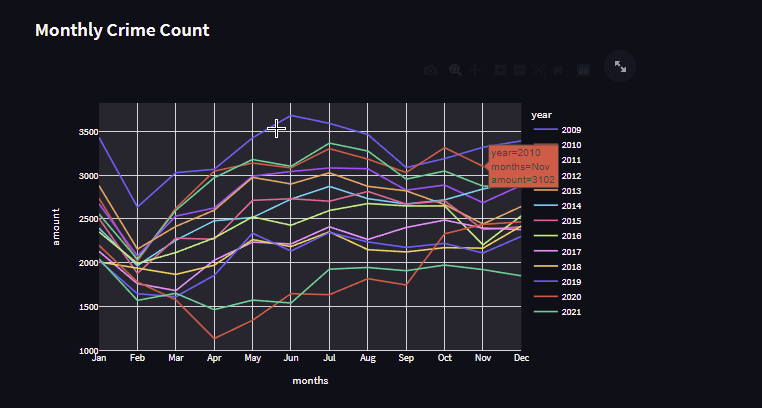 Monthly Crime Count
year
3500
3000
2500
2000
1500
1000
amount
Jan Feb Mar Apr May Jun Jul Aug Sep Oct Nov Dec
months
2009
2010
2011
2012
2013
2014
2015
2016
2017
2018
2019
2020
2021
year=2010
months=Nov
amount=3102